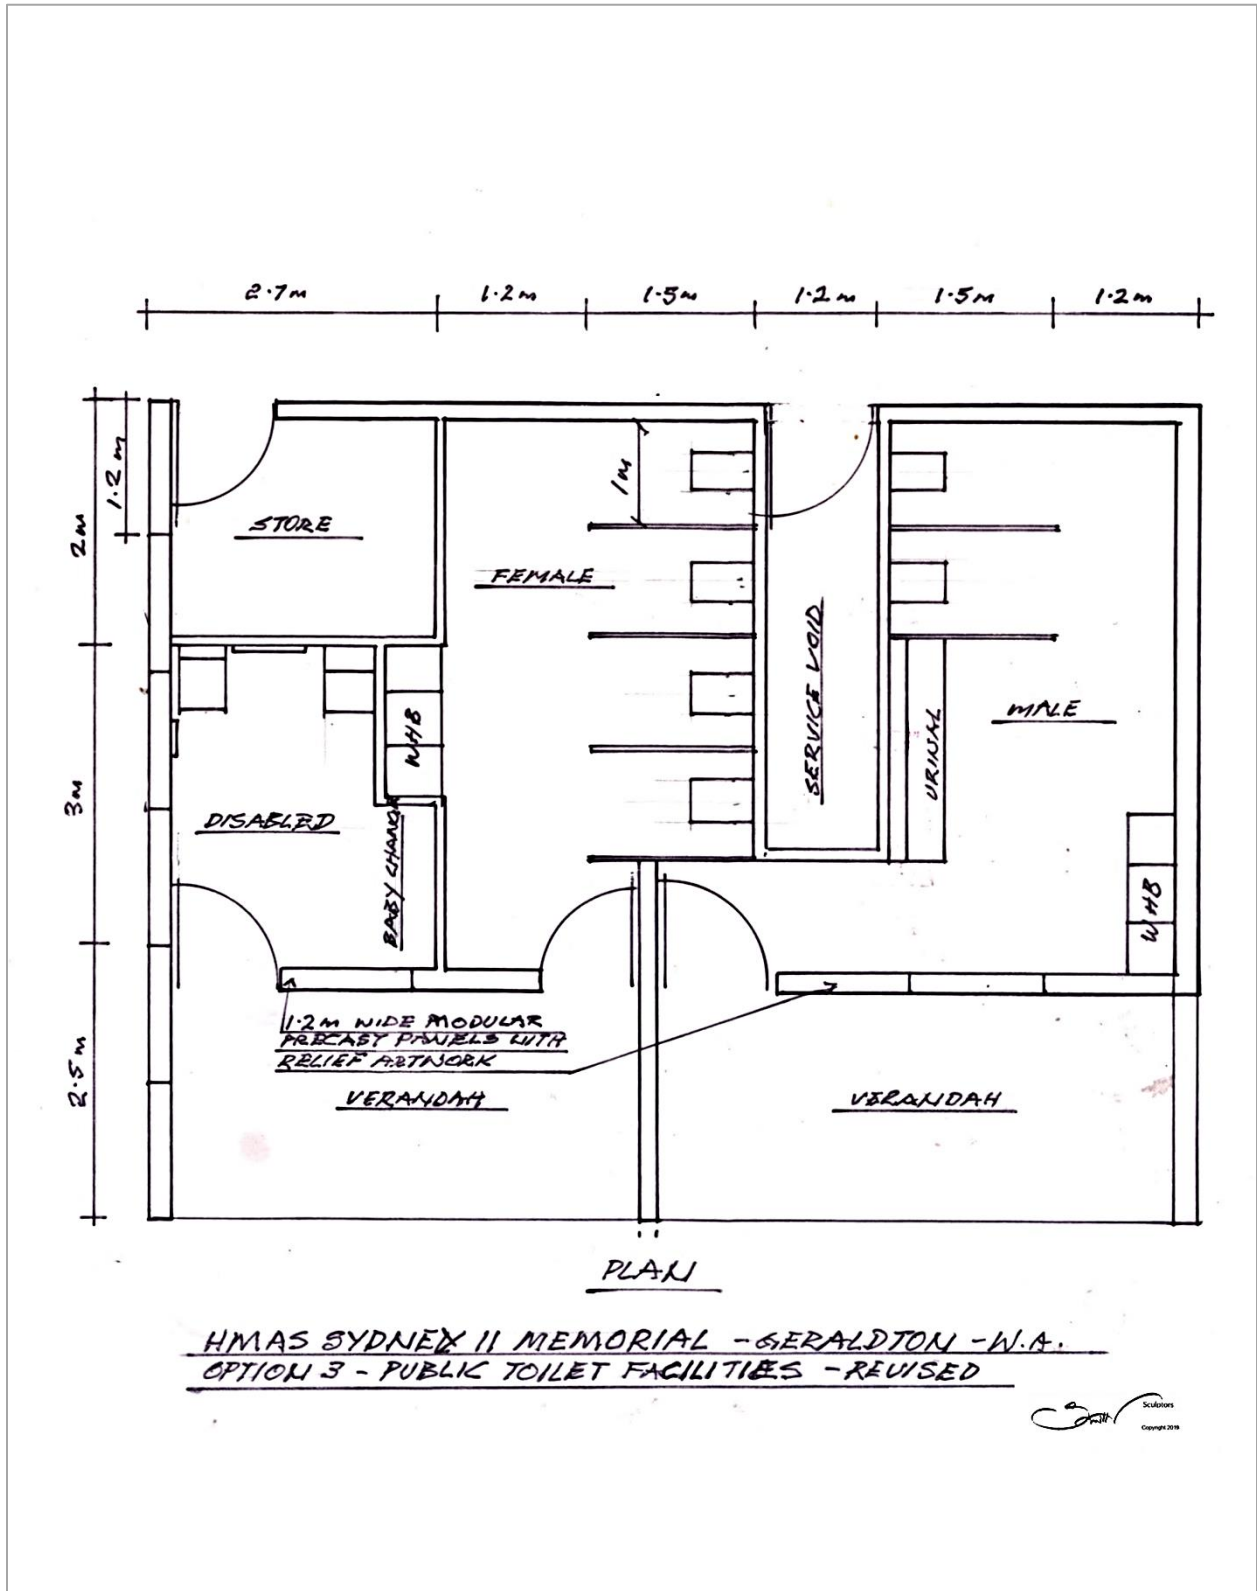 2.7m 1.2m 1.5m 1.2m 1.5m 1.2m
1.2m
2m
3m
2.5m
STORE
1m
FEMALE
SERVICE VOID
MALE
URINAL
WHB
DISABLED
BABY CHANGE
WHB
1.2m WIDE MODULAR
PRECAST PANELS WITH
RELIEF ARTWORK
VERANDAH
VERANDAH
PLAN
HMAS SYDNEY II MEMORIAL - GERALDTON - W.A.
OPTION 3 - PUBLIC TOILET FACILITIES - REVISED
Sculptors
Copyright 2019